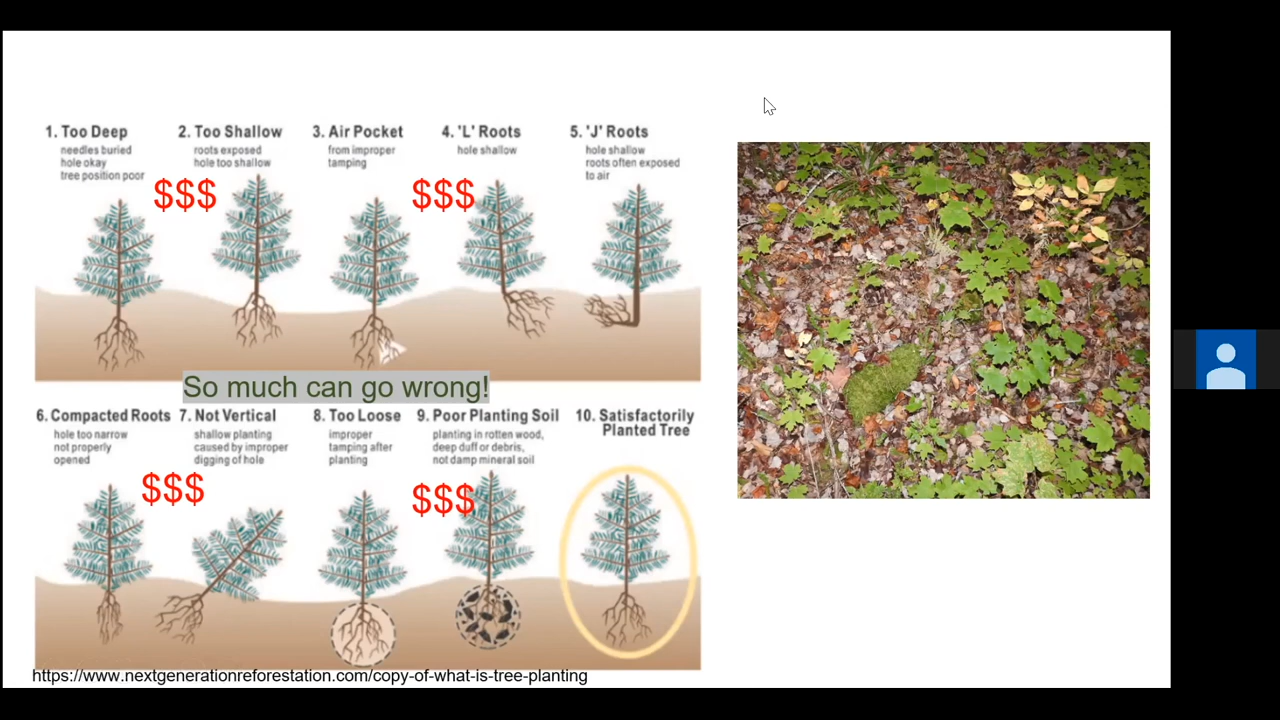 1. Too Deep
needles buried
hole okay
tree position poor
2. Too Shallow
roots exposed
hole too shallow
3. Air Pocket
from improper
tamping
4. 'L' Roots
hole shallow
5. 'J' Roots
hole shallow
roots often exposed
to air
$$$
$$$
So much can go wrong!
6. Compacted Roots
hole too narrow
not properly
opened
7. Not Vertical
shallow planting
caused by improper
digging of hole
8. Too Loose
improper
tamping after
planting
9. Poor Planting Soil
planting in rotten wood,
deep duff or debris,
not damp mineral soil
10. Satisfactorily
Planted Tree
$$$
$$$
https://www.nextgenerationreforestation.com/copy-of-what-is-tree-planting